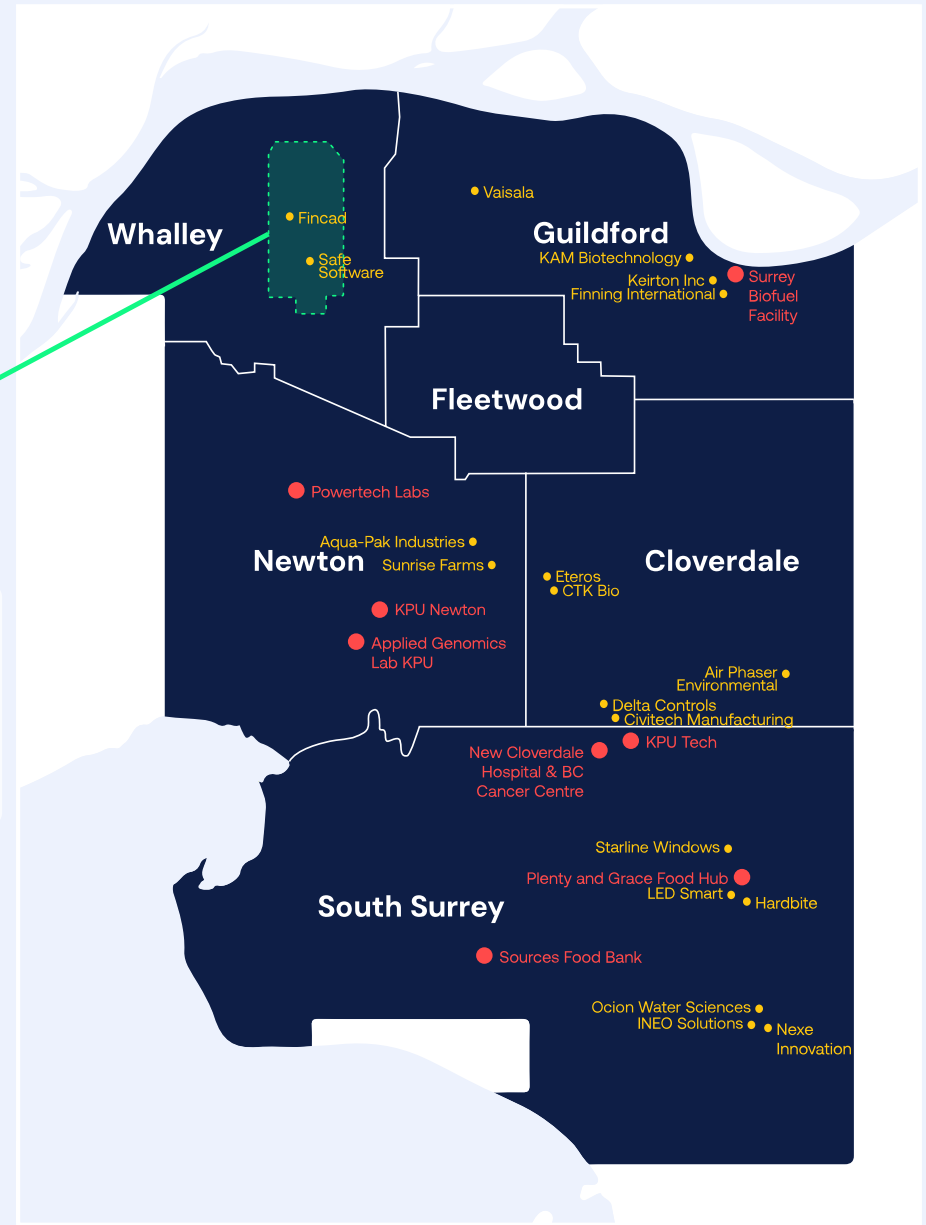 Vaisala
Fincad
Whalley
Guildford
KAM Biotechnology
Safe
Software
Keirton Inc
Finning International
Surrey
Biofuel
Facility
Fleetwood
Powertech Labs
Aqua-Pak Industries
Newton
Sunrise Farms
Cloverdale
Eteros
CTK Bio
KPU Newton
Applied Genomics
Lab KPU
Air Phaser
Environmental
Delta Controls
Civitech Manufacturing
KPU Tech
New Cloverdale
Hospital & BC
Cancer Centre
Starline Windows
Plenty and Grace Food Hub
LED Smart
Hardbite
South Surrey
Sources Food Bank
Ocion Water Sciences
INEO Solutions
Nexe
Innovation